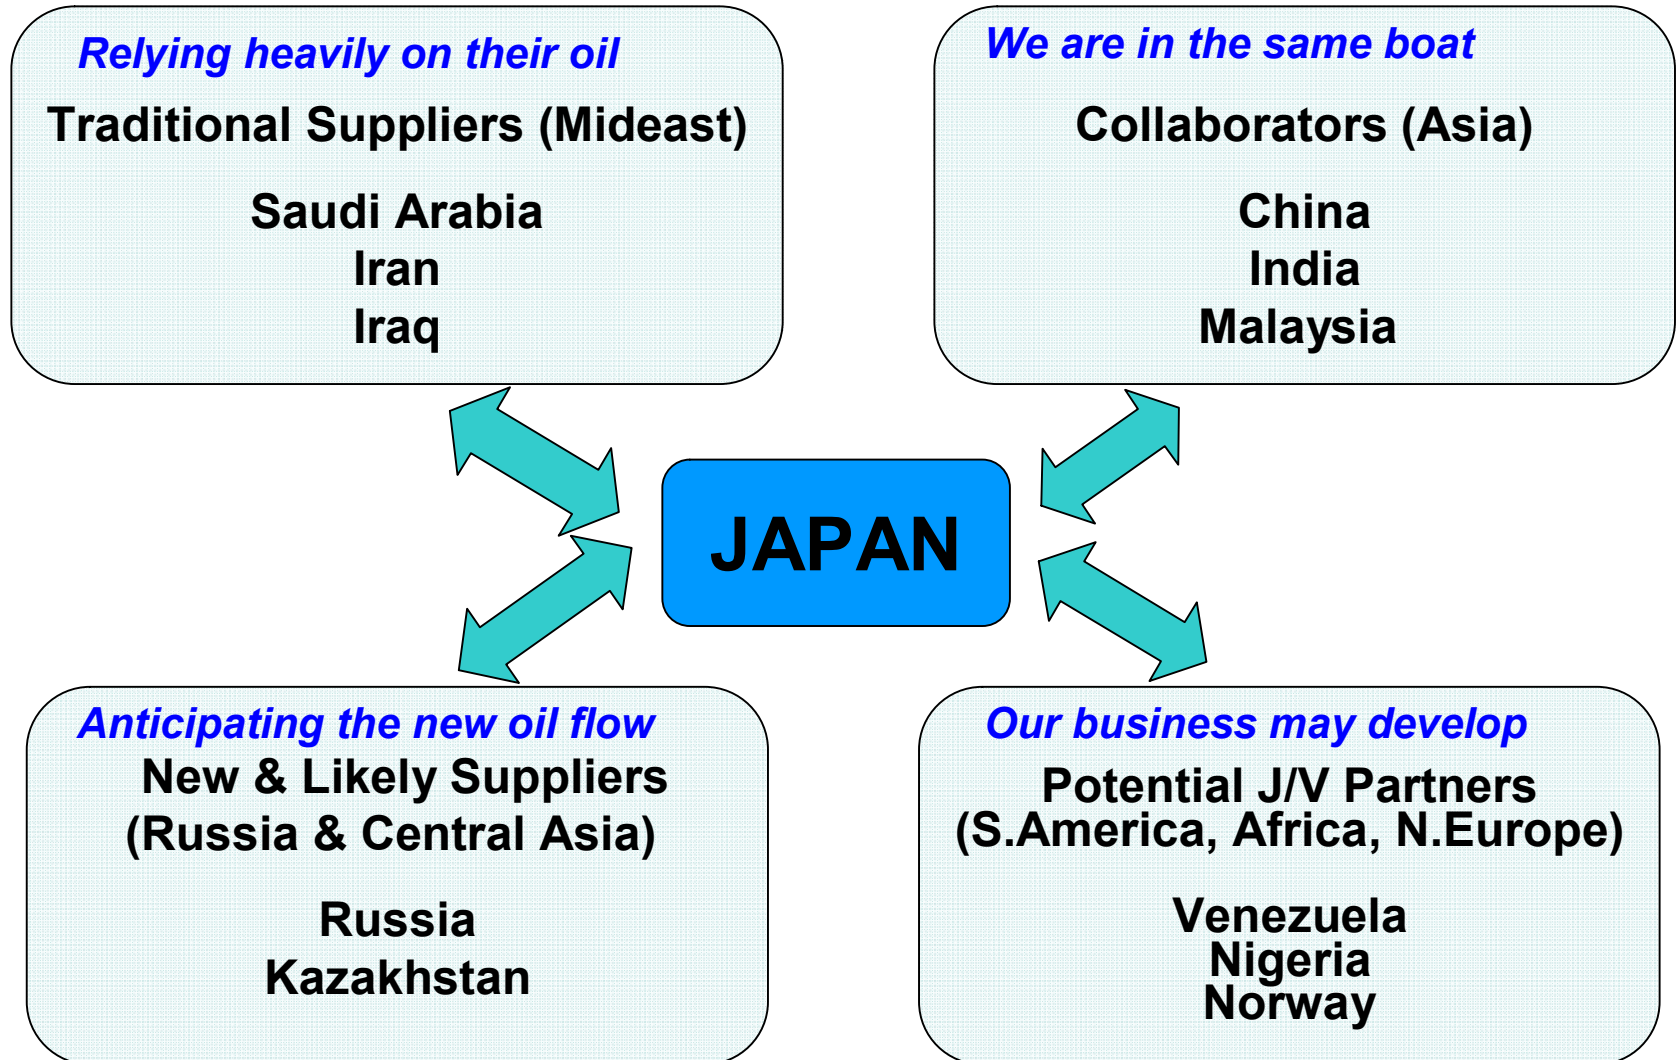 Relying heavily on their oil
Traditional Suppliers (Mideast)
Saudi Arabia
Iran
Iraq
We are in the same boat
Collaborators (Asia)
China
India
Malaysia
JAPAN
Anticipating the new oil flow
New & Likely Suppliers
(Russia & Central Asia)
Russia
Kazakhstan
Our business may develop
Potential J/V Partners
(S.America, Africa, N.Europe)
Venezuela
Nigeria
Norway